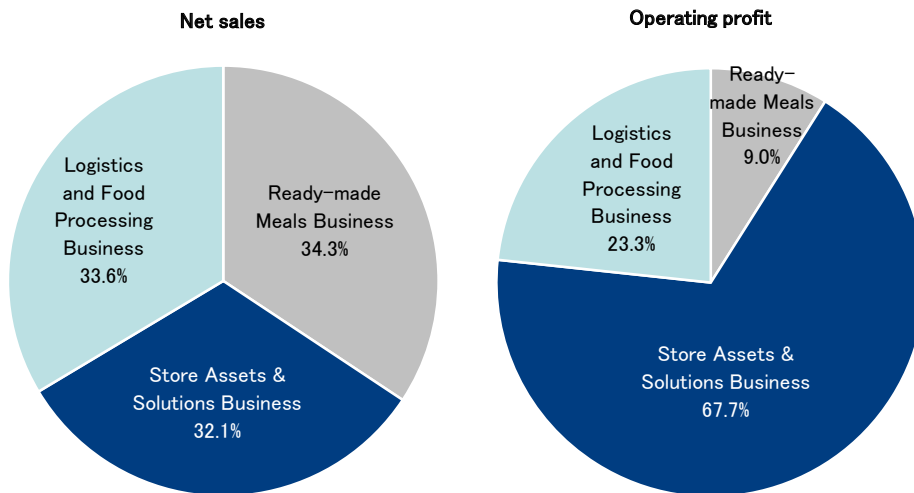 Net sales
Logistics
and Food
Processing
Business
33.6%
Ready-made
Meals Business
34.3%
Store Assets &
Solutions Business
32.1%
Operating profit
Ready-
made Meals
Business
9.0%
Logistics
and Food
Processing
Business
23.3%
Store Assets &
Solutions Business
67.7%